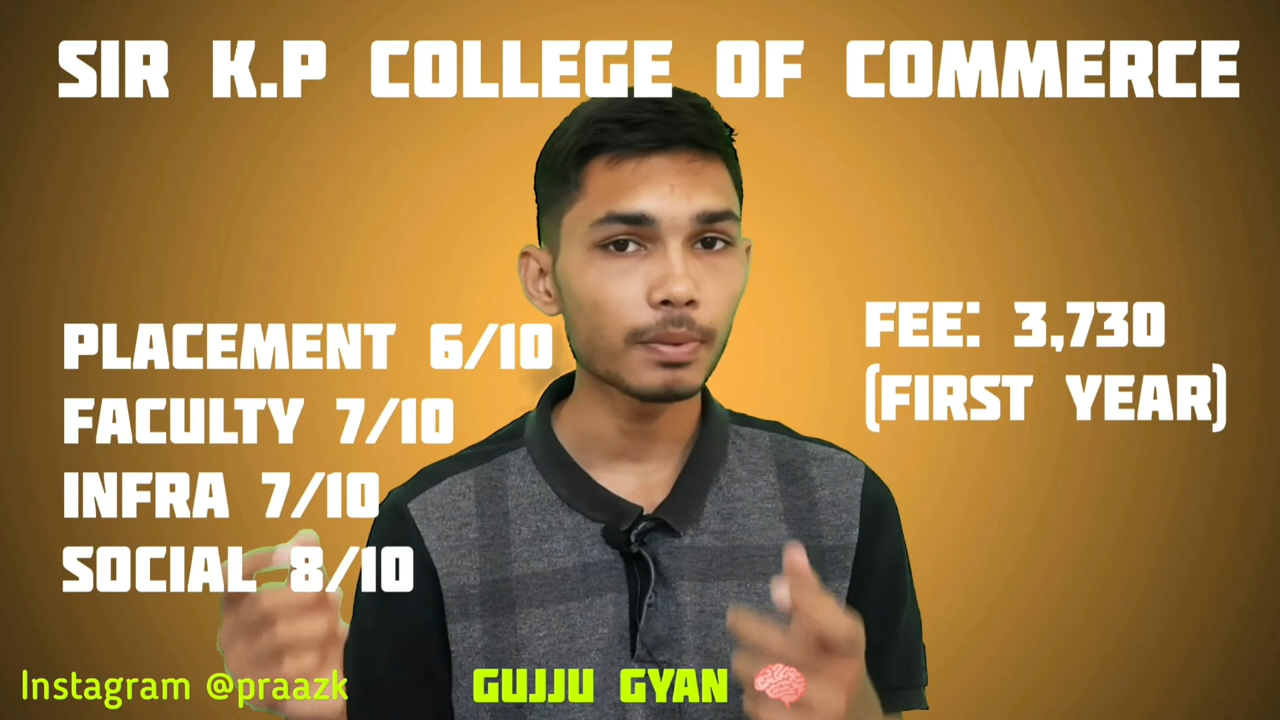 SIR K.P COLLEGE OF COMMERCE
PLACEMENT 6/10
FACULTY 7/10
INFRA 7/10
SOCIAL 8/10
FEE: 3,730
(FIRST YEAR)
Instagram @praazk
GUJJU GYAN